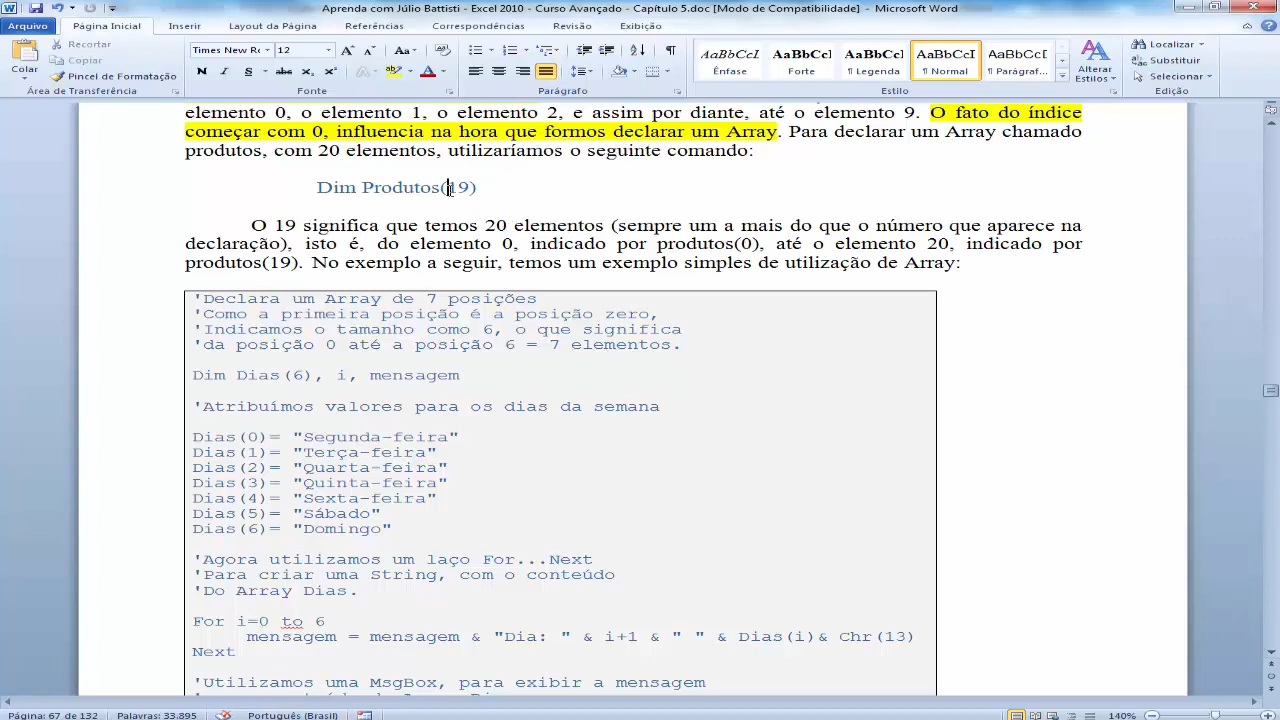 Aprenda com Júlio Battisti - Excel 2010 - Curso Avançado - Capítulo 5.doc [Modo de Compatibilidade] - Microsoft Word
Arquivo Página Inicial Inserir Layout da Página Referências Correspondências Revisão Exibição
Colar
Recortar
Copiar
Pincel de Formatação
Área de Transferência
Times New Ro 12
Fonte
Parágrafo
AaBbCcI AaBbCcI AaBbCcI AaBbCcI AaBbCcI
Ênfase Forte ¶ Legenda ¶ Normal ¶ Parágraf...
Alterar
Estilos
Estilo
Localizar
Substituir
Selecionar
Edição
elemento 0, o elemento 1, o elemento 2, e assim por diante, até o elemento 9. O fato do índice
começar com 0, influencia na hora que formos declarar um Array. Para declarar um Array chamado
produtos, com 20 elementos, utilizaríamos o seguinte comando:
Dim Produtos(19)
O 19 significa que temos 20 elementos (sempre um a mais do que o número que aparece na
declaração), isto é, do elemento 0, indicado por produtos(0), até o elemento 20, indicado por
produtos(19). No exemplo a seguir, temos um exemplo simples de utilização de Array:
'Declara um Array de 7 posições
'Como a primeira posição é a posição zero,
'Indicamos o tamanho como 6, o que significa
'da posição 0 até a posição 6 = 7 elementos.
Dim Dias(6), i, mensagem
'Atribuímos valores para os dias da semana
Dias(0)= "Segunda-feira"
Dias(1)= "Terça-feira"
Dias(2)= "Quarta-feira"
Dias(3)= "Quinta-feira"
Dias(4)= "Sexta-feira"
Dias(5)= "Sábado"
Dias(6)= "Domingo"
'Agora utilizamos um laço For...Next
'Para criar uma String, com o conteúdo
'Do Array Dias.
For i=0 to 6
mensagem = mensagem & "Dia: " & i+1 & " " & Dias(i)& Chr(13)
Next
'Utilizamos uma MsgBox, para exibir a mensagem
Página: 67 de 132 Palavras: 33.895 Português (Brasil) 140%